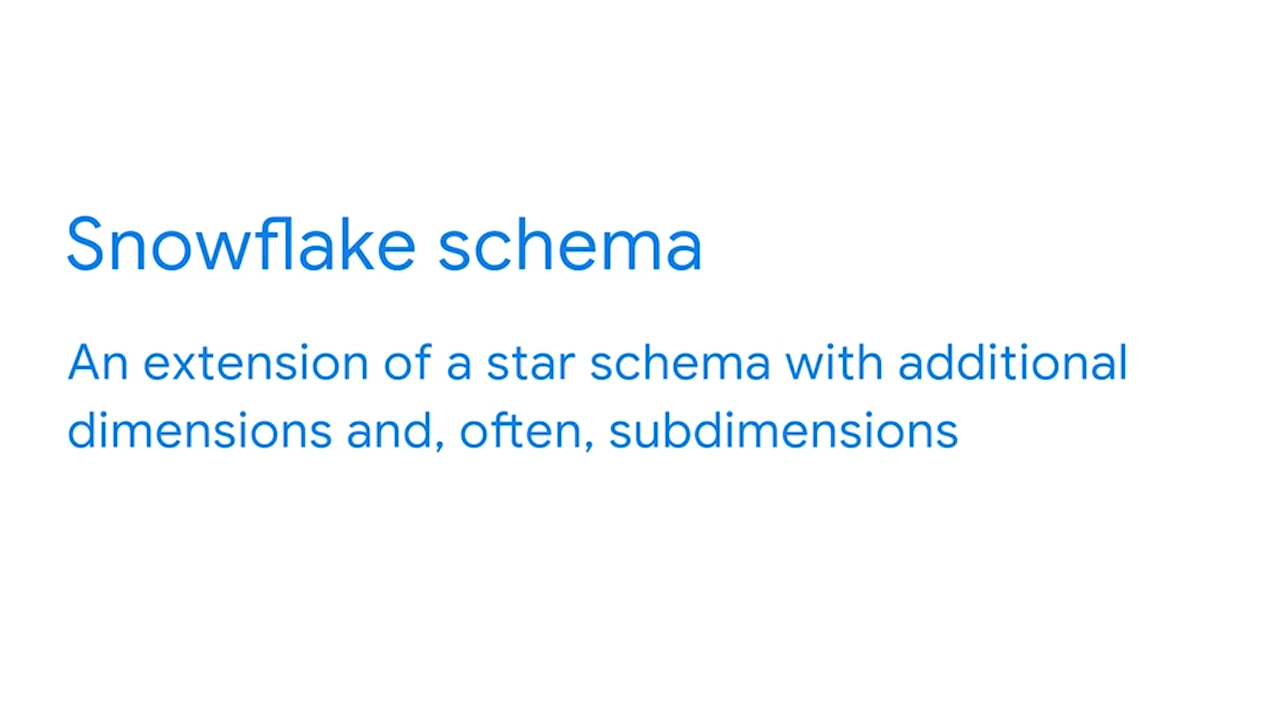 Snowflake schema
An extension of a star schema with additional
dimensions and, often, subdimensions